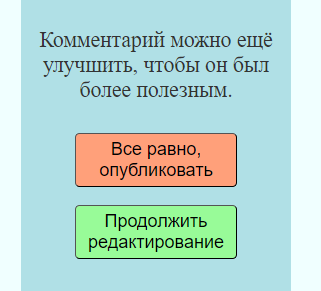 Комментарий можно ещё
улучшить, чтобы он был
более полезным.
Все равно,
опубликовать
Продолжить
редактирование